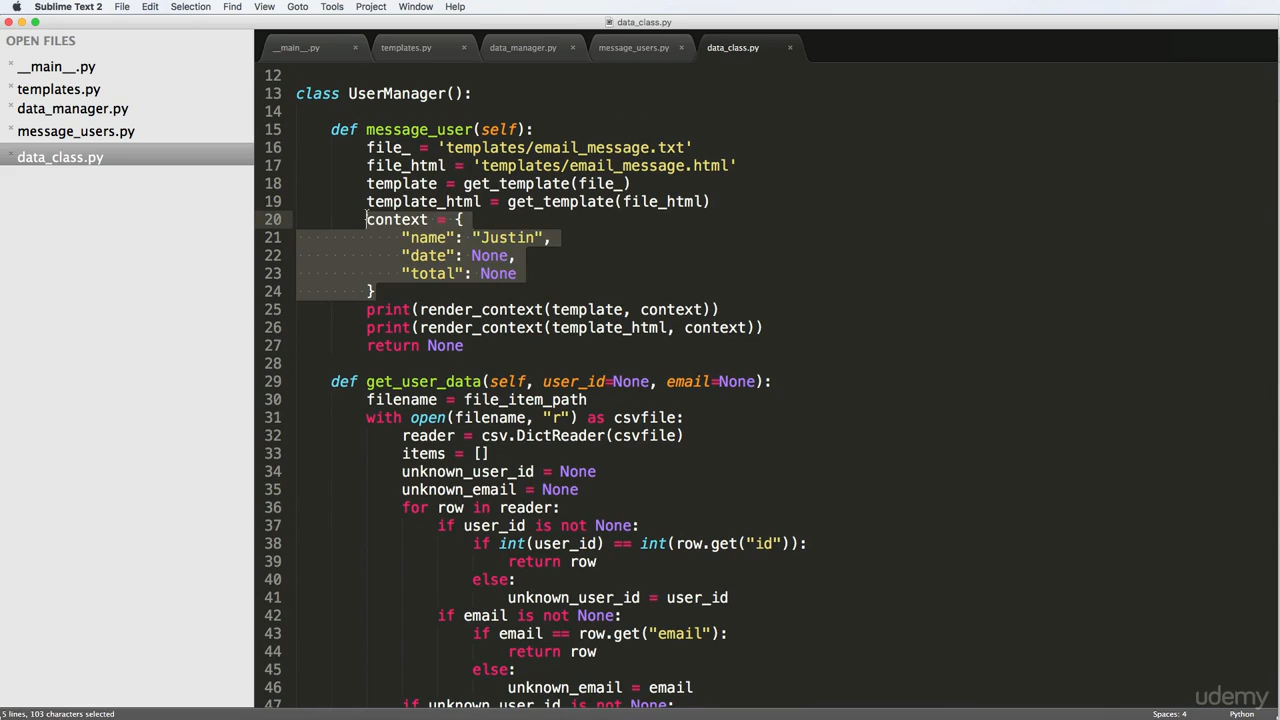 Sublime Text 2 File Edit Selection Find View Goto Tools Project Window Help
data_class.py
OPEN FILES
__main__.py
templates.py
data_manager.py
message_users.py
data_class.py
__main__.py templates.py data_manager.py message_users.py data_class.py
12
13 class UserManager():
14
15 def message_user(self):
16 file_ = 'templates/email_message.txt'
17 file_html = 'templates/email_message.html'
18 template = get_template(file_)
19 template_html = get_template(file_html)
20 context = {
21 "name": "Justin",
22 "date": None,
23 "total": None
24 }
25 print(render_context(template, context))
26 print(render_context(template_html, context))
27 return None
28
29 def get_user_data(self, user_id=None, email=None):
30 filename = file_item_path
31 with open(filename, "r") as csvfile:
32 reader = csv.DictReader(csvfile)
33 items = []
34 unknown_user_id = None
35 unknown_email = None
36 for row in reader:
37 if user_id is not None:
38 if int(user_id) == int(row.get("id")):
39 return row
40 else:
41 unknown_user_id = user_id
42 if email is not None:
43 if email == row.get("email"):
44 return row
45 else:
46 unknown_email = email
47 if unknown_user_id is not None:
udemy
5 lines, 103 characters selected Spaces: 4 Python